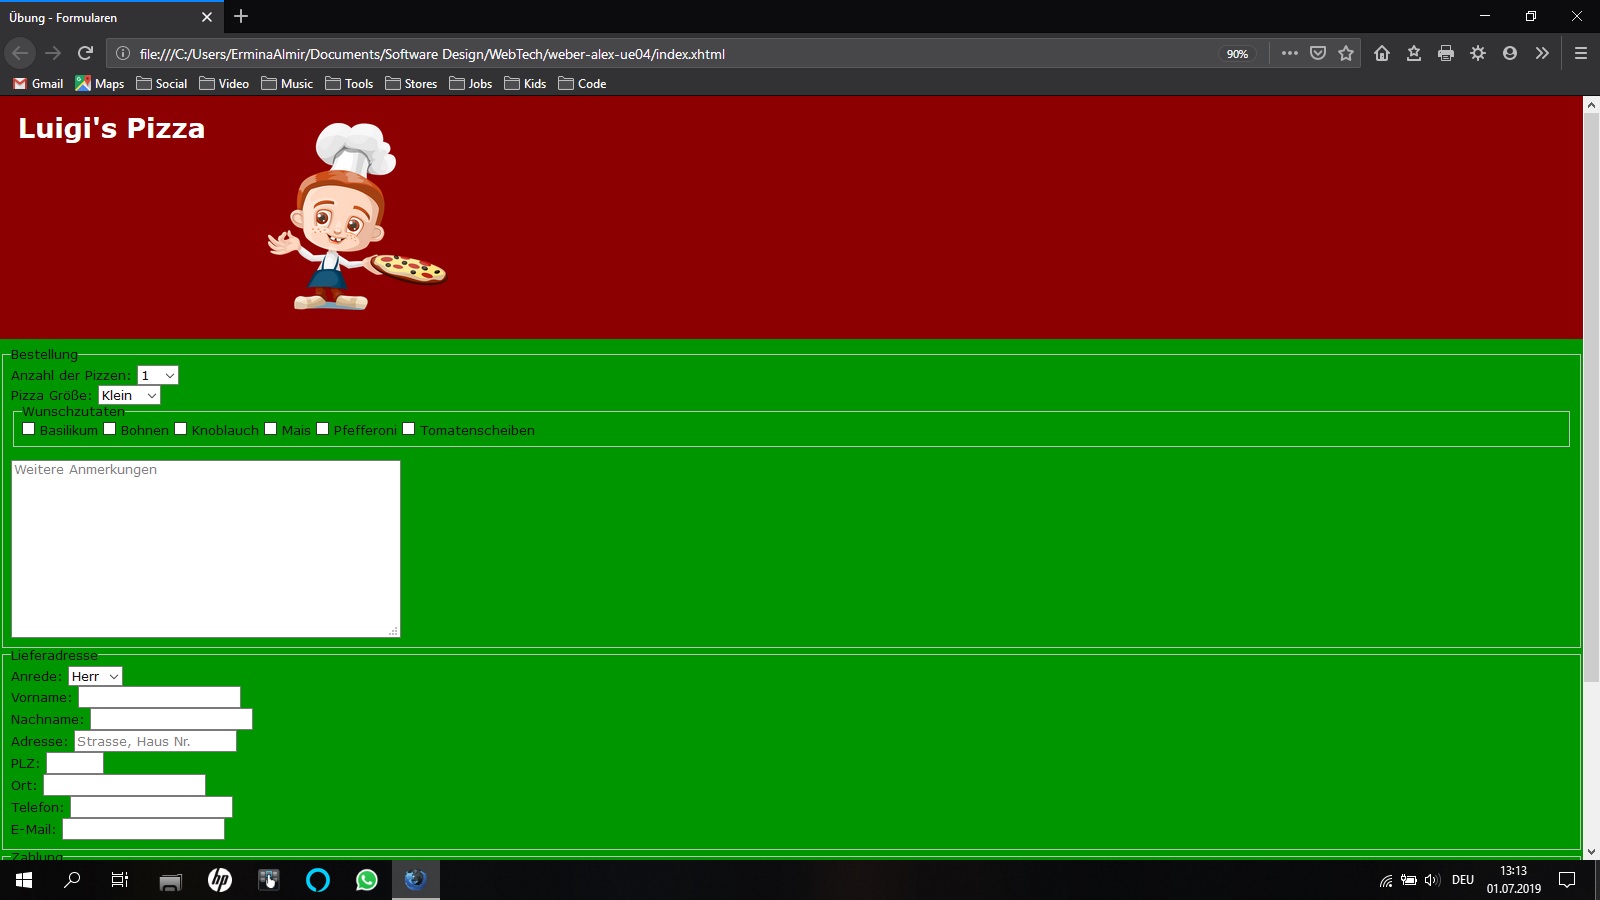 Übung - Formularen
file:///C:/Users/ErminaAlmir/Documents/Software Design/WebTech/weber-alex-ue04/index.xhtml 90%
Gmail Maps Social Video Music Tools Stores Jobs Kids Code
Luigi's Pizza
Bestellung
Anzahl der Pizzen: 1
Pizza Größe: Klein
Wunschzutaten
Basilikum Bohnen Knoblauch Mais Pfefferoni Tomatenscheiben
Weitere Anmerkungen
Lieferadresse
Anrede: Herr
Vorname:
Nachname:
Adresse: Strasse, Haus Nr.
PLZ:
Ort:
Telefon:
E-Mail:
Zahlung
hp
DEU
13:13
01.07.2019